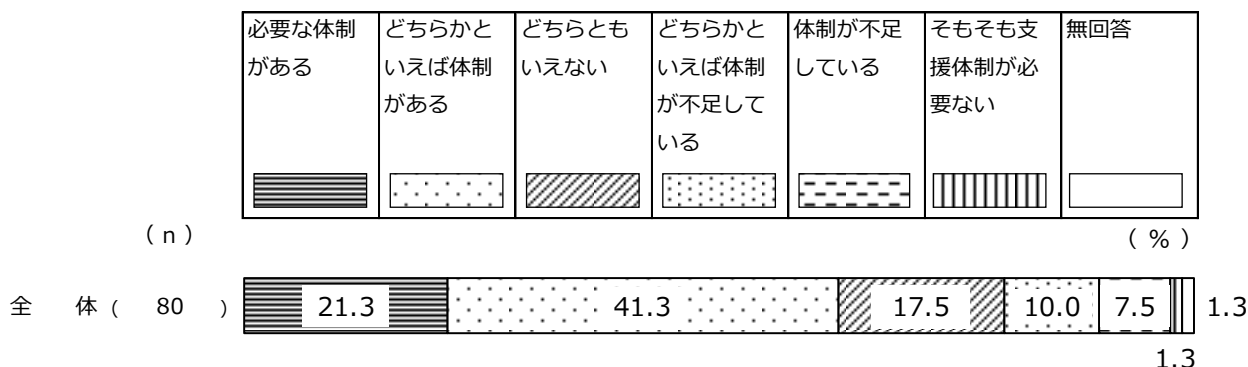 必要な体制
がある
どちらかと
いえば体制
がある
どちらとも
いえない
どちらかと
いえば体制
が不足して
いる
体制が不足
している
そもそも支
援体制が必
要ない
無回答
(n)
(%)
全 体( 80 )
21.3
41.3
17.5
10.0
7.5
1.3
1.3